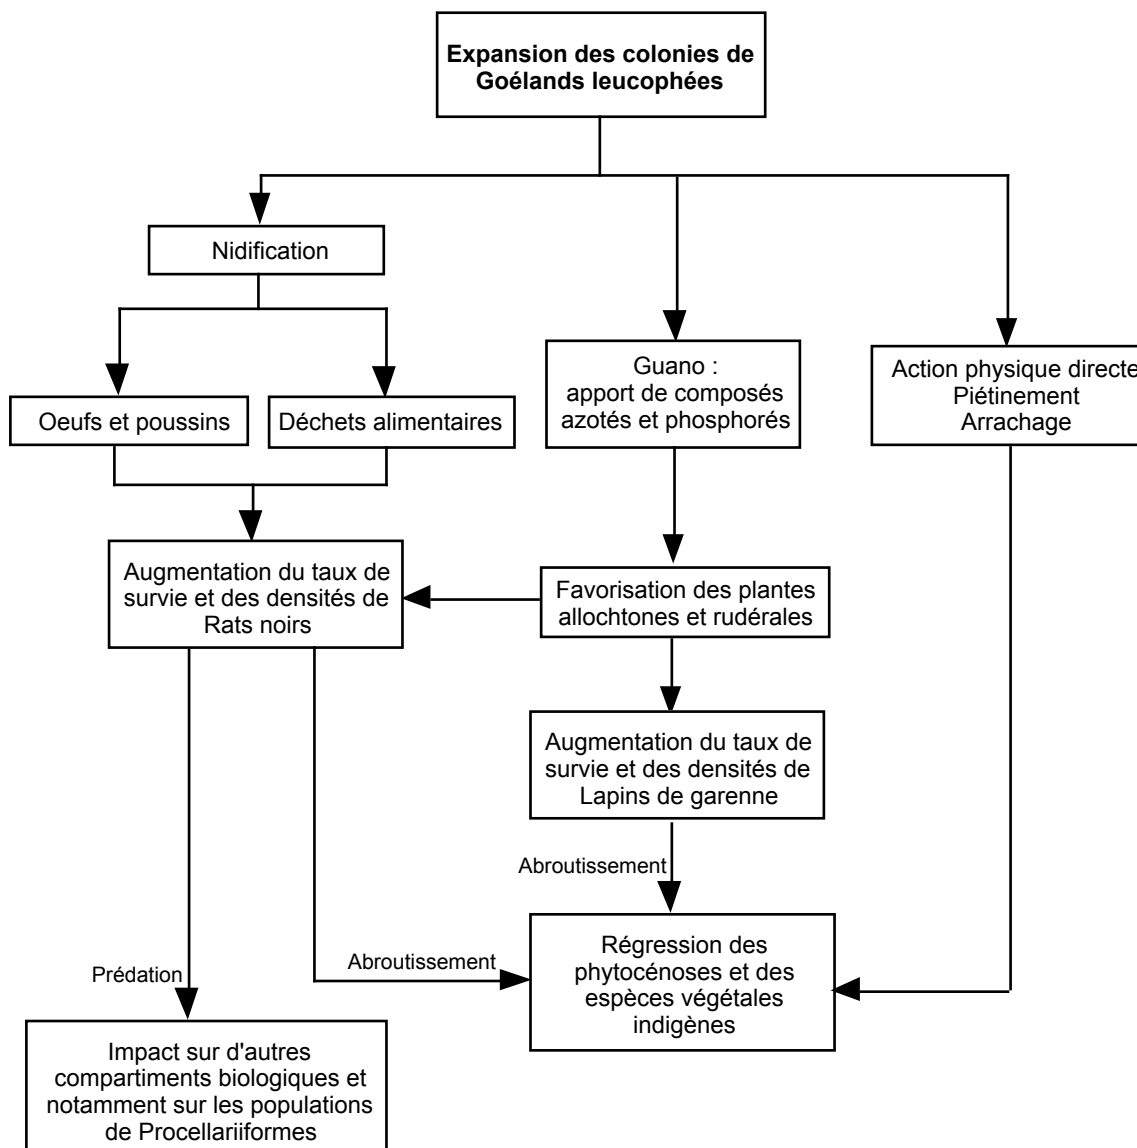 Expansion des colonies de
Goélands leucophées
Nidification
Oeufs et poussins
Déchets alimentaires
Guano :
apport de composés
azotés et phosphorés
Action physique directe
Piétinement
Arrachage
Augmentation du taux de
survie et des densités de
Rats noirs
Favorisation des plantes
allochtones et rudérales
Augmentation du taux de
survie et des densités de
Lapins de garenne
Abroutissement
Prédation
Abroutissement
Régression des
phytocénoses et des
espèces végétales
indigènes
Impact sur d'autres
compartiments biologiques et
notamment sur les populations
de Procellariiformes